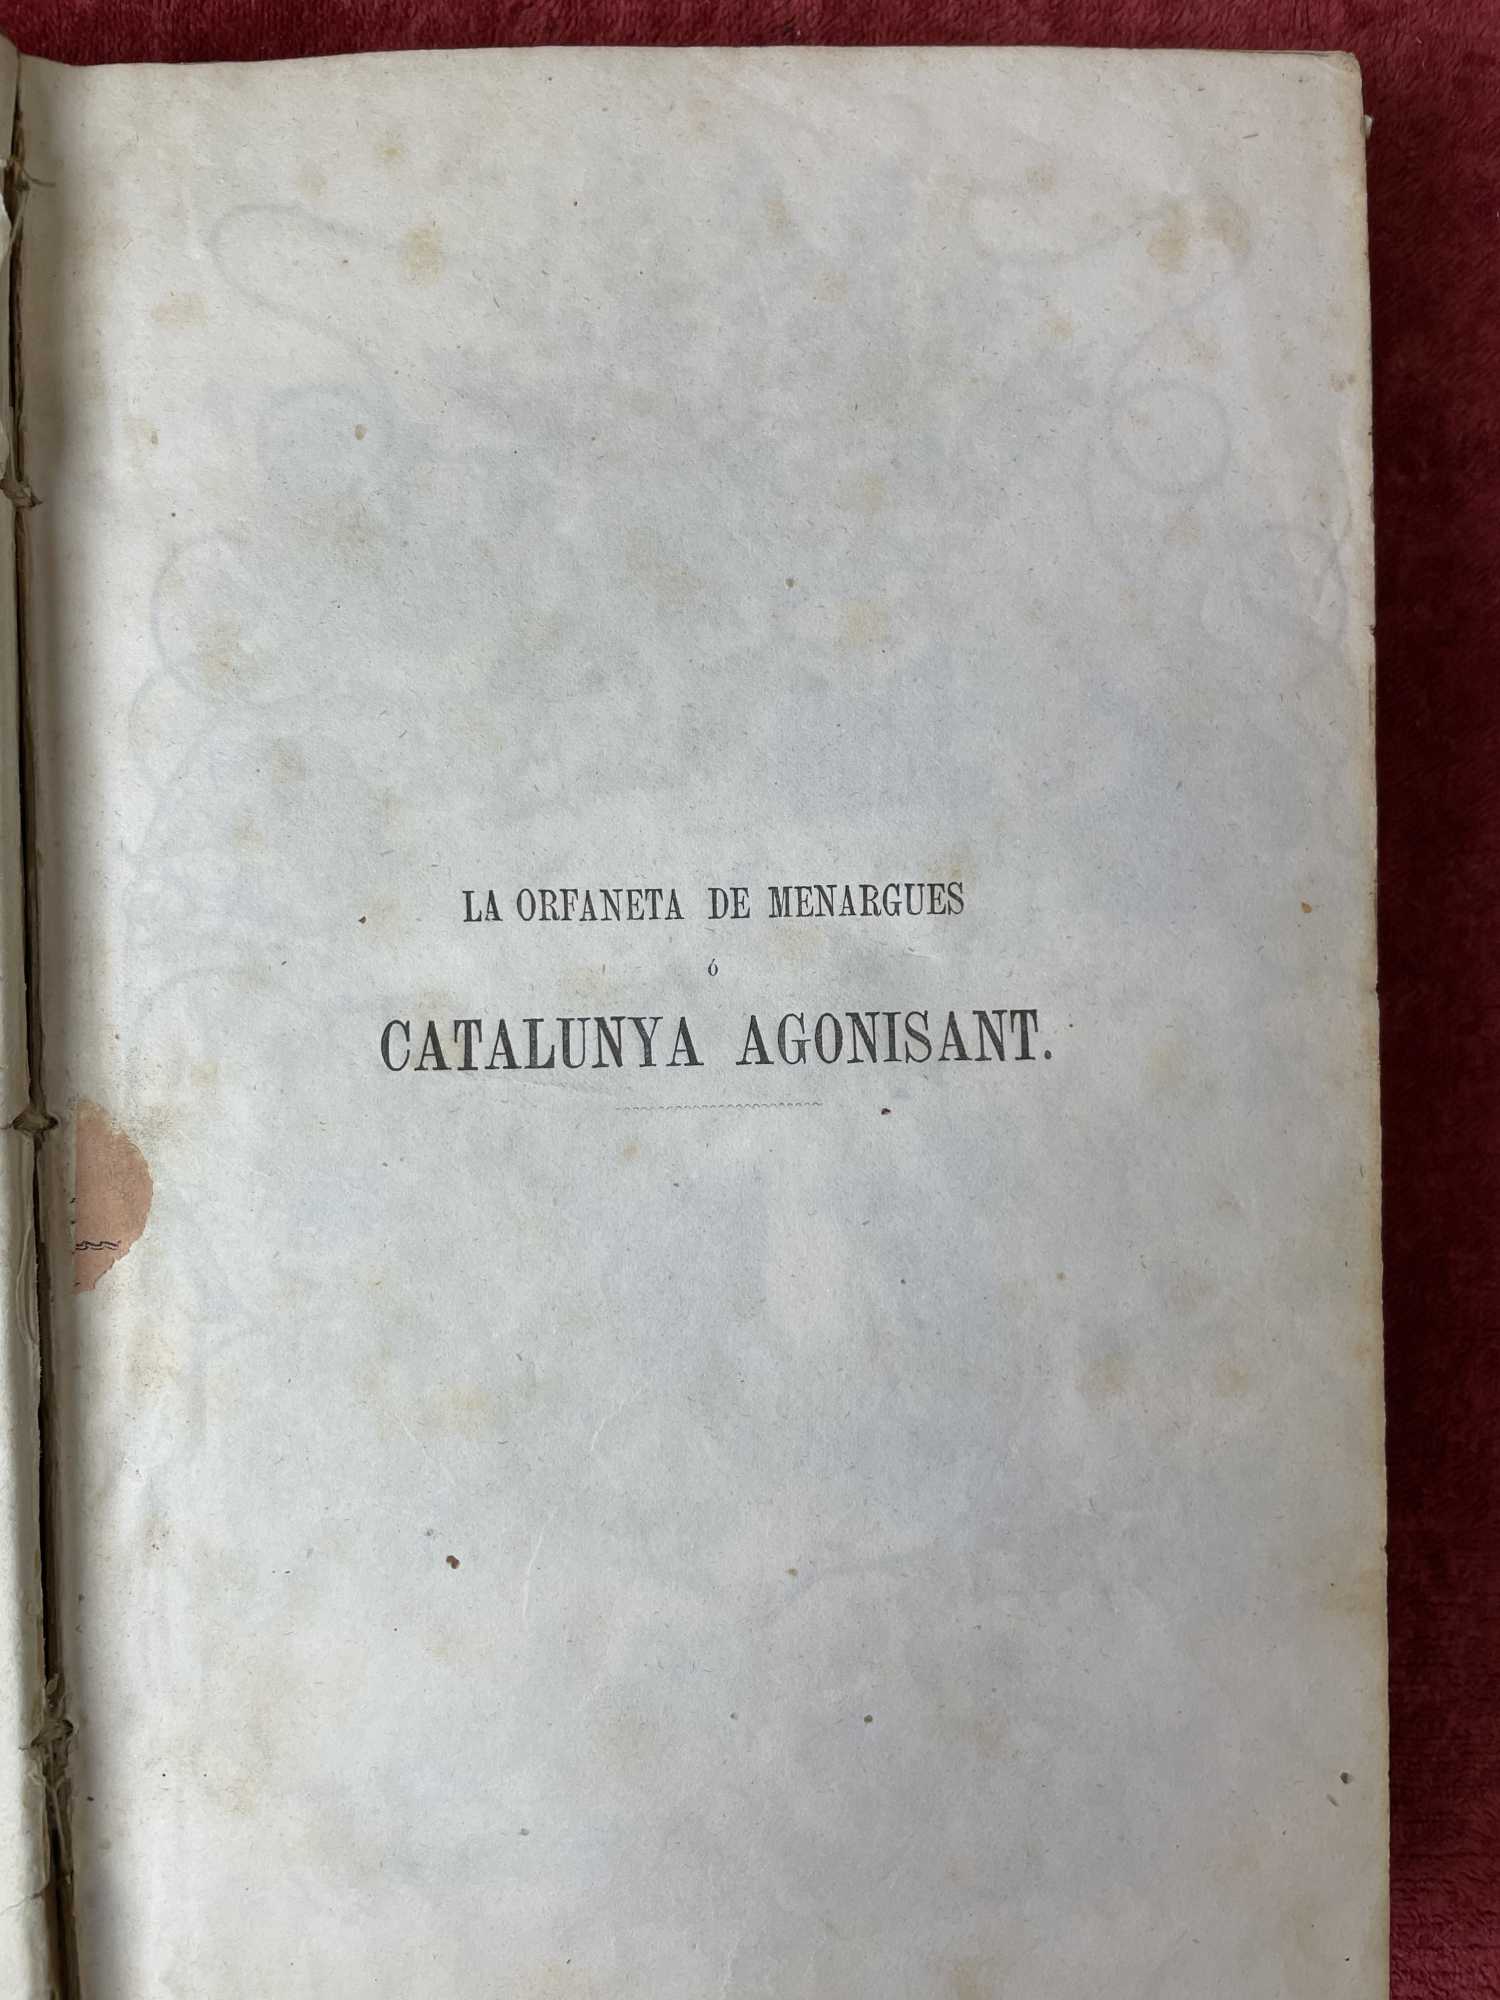 LA ORFANETA DE MENARGUES
ó
CATALUNYA AGONISANT.